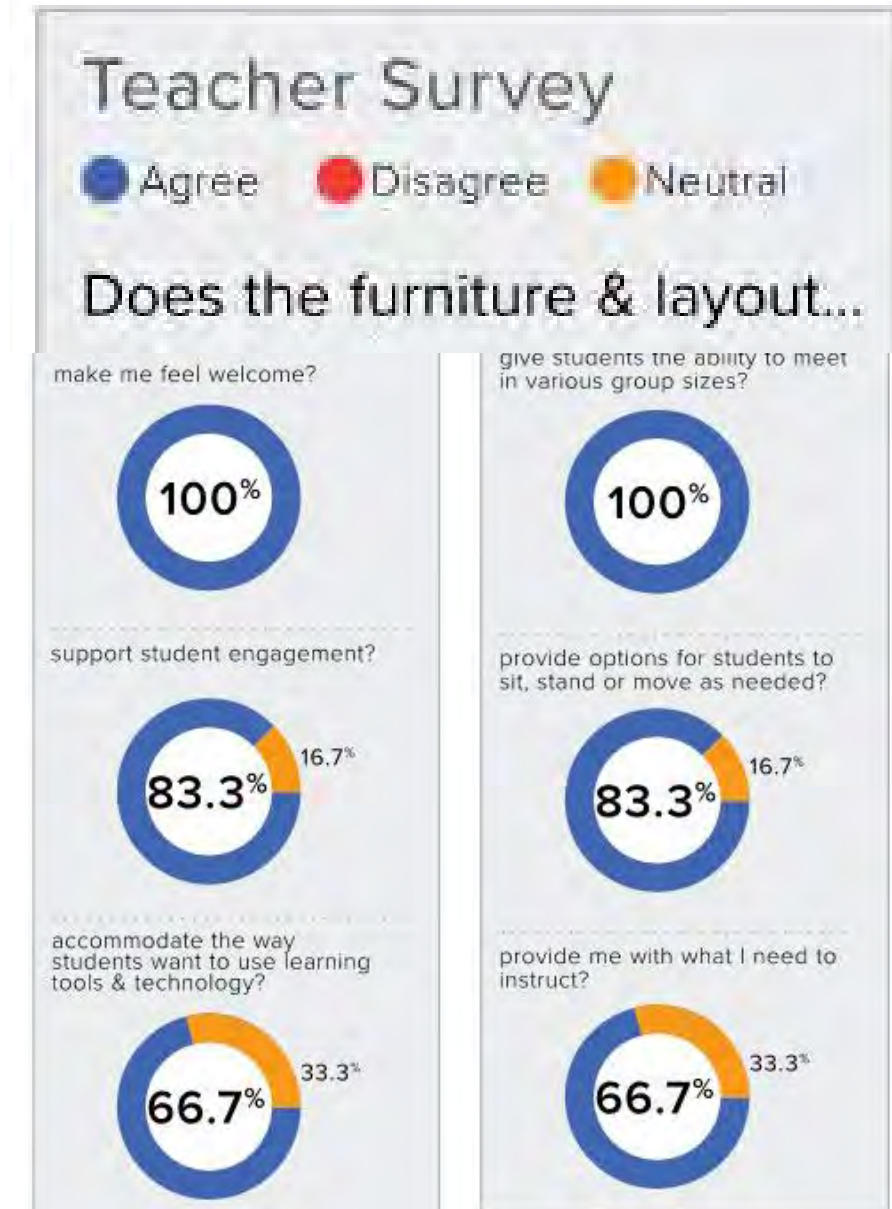 Teacher Survey
Agree Disagree Neutral
Does the furniture & layout...
make me feel welcome?
100%
support student engagement?
83.3%
16.7%
accommodate the way
students want to use learning
tools & technology?
66.7%
33.3%
give students the ability to meet
in various group sizes?
100%
provide options for students to
sit, stand or move as needed?
83.3%
16.7%
provide me with what I need to
instruct?
66.7%
33.3%